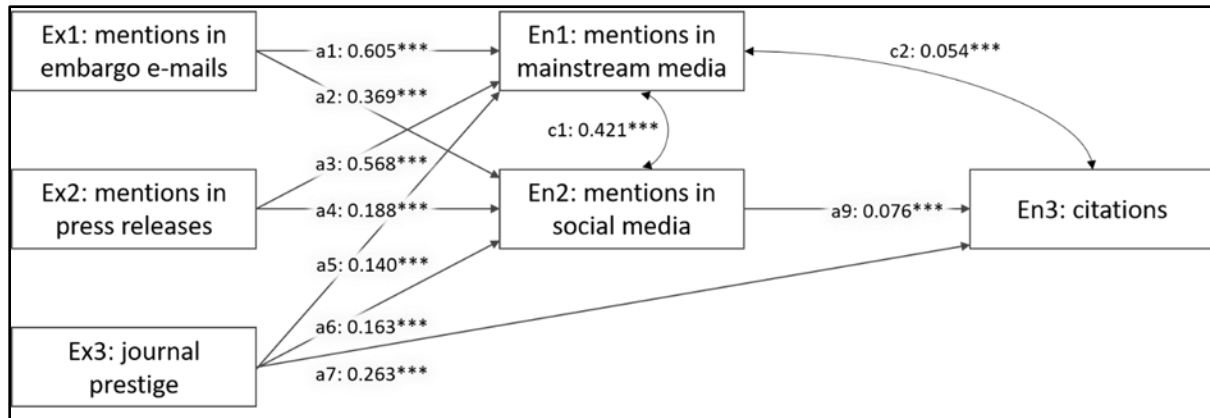 Ex1: mentions in
embargo e-mails
a1: 0.605***
En1: mentions in
mainstream media
c2: 0.054***
a2: 0.369***
c1: 0.421***
a3: 0.568***
Ex2: mentions in
press releases
a4: 0.188***
En2: mentions in
social media
a9: 0.076***
En3: citations
a5: 0.140***
a6: 0.163***
Ex3: journal
prestige
a7: 0.263***